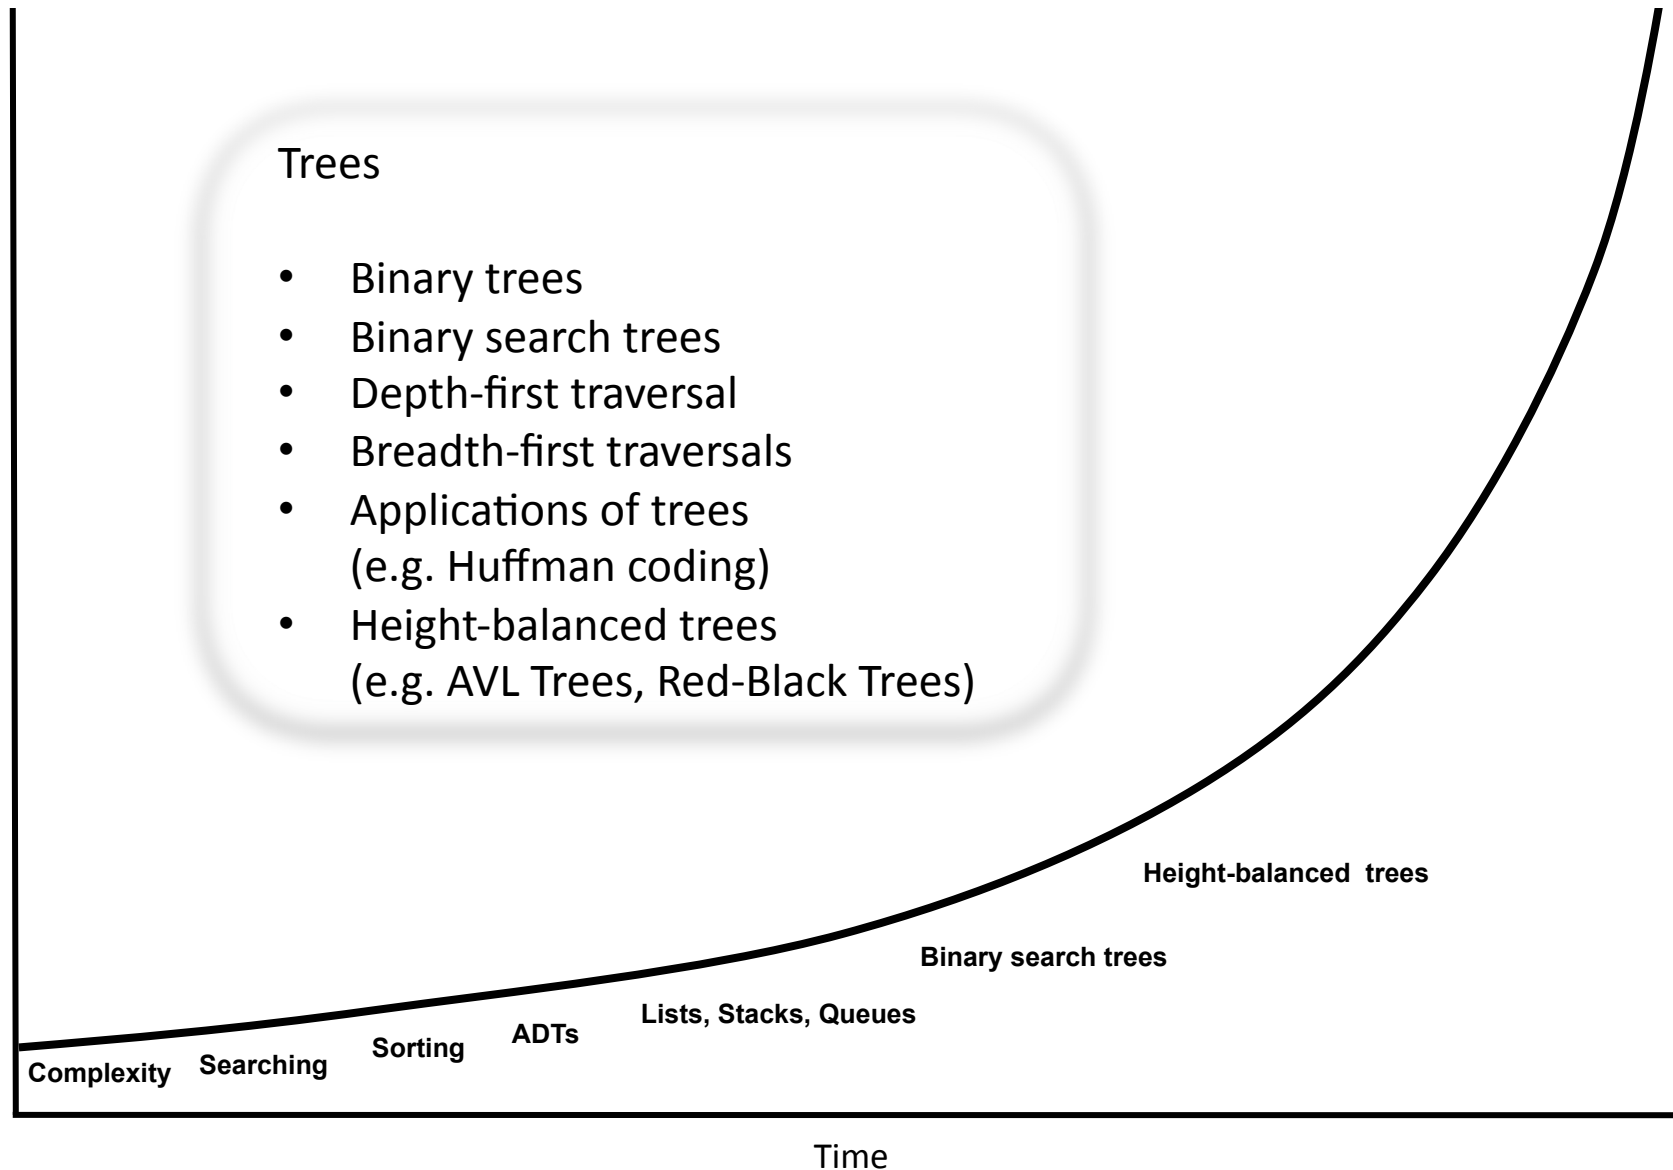 Trees
• Binary trees
• Binary search trees
• Depth-first traversal
• Breadth-first traversals
• Applications of trees
(e.g. Huffman coding)
• Height-balanced trees
(e.g. AVL Trees, Red-Black Trees)
Height-balanced trees
Binary search trees
Lists, Stacks, Queues
ADTs
Sorting
Searching
Complexity
Time